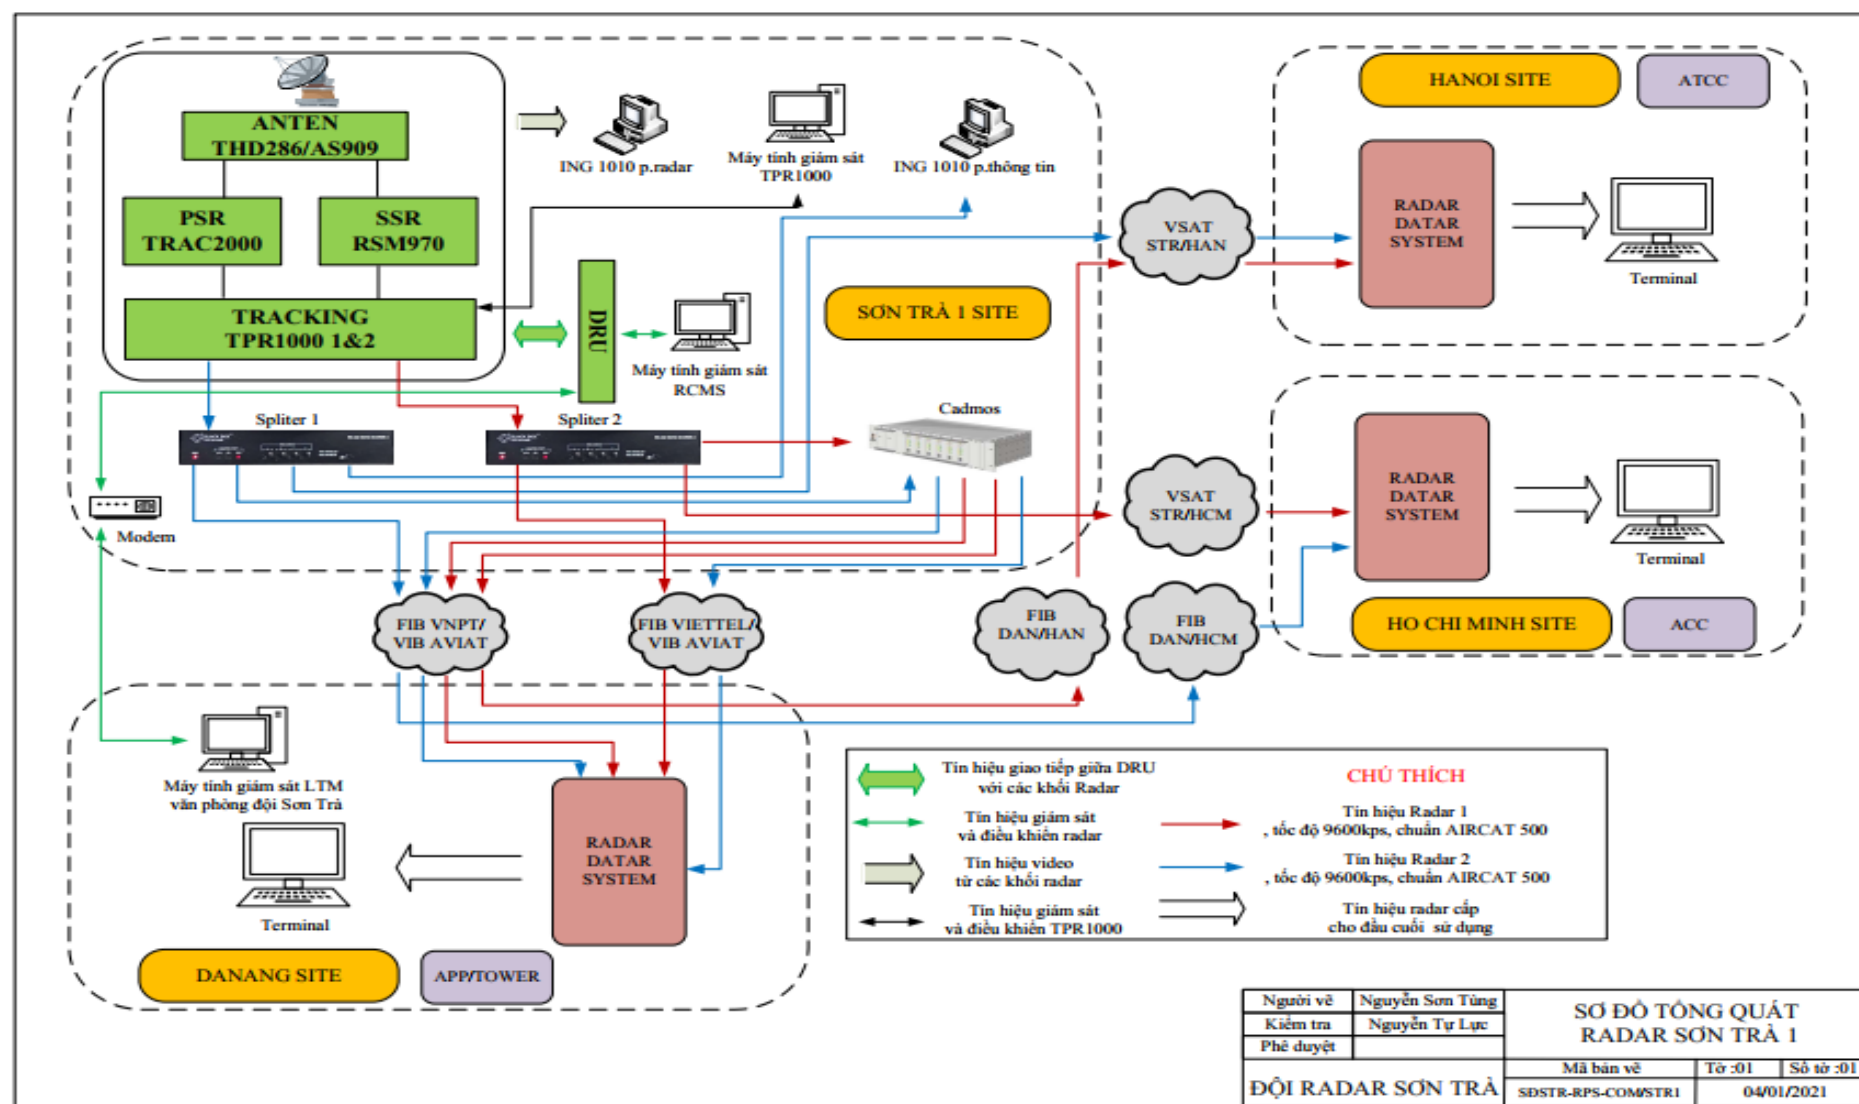 ANTEN
THD286/AS909
PSR
TRAC2000
SSR
RSM970
TRACKING
TPR1000 1&2
ING 1010 p.radar
Máy tính giám sát
TPR1000
ING 1010 p.thông tin
DRU
Máy tính giám sát
RCMS
SƠN TRÀ 1 SITE
Spliter 1
Spliter 2
Cadmos
Modem
VSAT
STR/HAN
VSAT
STR/HCM
HANOI SITE
ATCC
RADAR
DATAR
SYSTEM
Terminal
RADAR
DATAR
SYSTEM
Terminal
HO CHI MINH SITE
ACC
FIB VNPT/
VIB AVIAT
FIB VIETTEL/
VIB AVIAT
FIB
DAN/HAN
FIB
DAN/HCM
Máy tính giám sát LTM
văn phòng đội Sơn Trà
Terminal
RADAR
DATAR
SYSTEM
DANANG SITE
APP/TOWER
CHÚ THÍCH
Tín hiệu giao tiếp giữa DRU
với các khối Radar
Tín hiệu giám sát
và điều khiển radar
Tín hiệu video
từ các khối radar
Tín hiệu giám sát
và điều khiển TPR1000
Tín hiệu Radar 1
, tốc độ 9600kps, chuẩn AIRCAT 500
Tín hiệu Radar 2
, tốc độ 9600kps, chuẩn AIRCAT 500
Tín hiệu radar cấp
cho đầu cuối sử dụng
Người vẽ Nguyễn Sơn Tùng
Kiểm tra Nguyễn Tự Lực
Phê duyệt
SƠ ĐỒ TỔNG QUÁT
RADAR SƠN TRÀ 1
ĐỘI RADAR SƠN TRÀ
Mã bản vẽ Tờ :01 Số tờ :01
SĐSTR-RPS-COM/STR1 04/01/2021